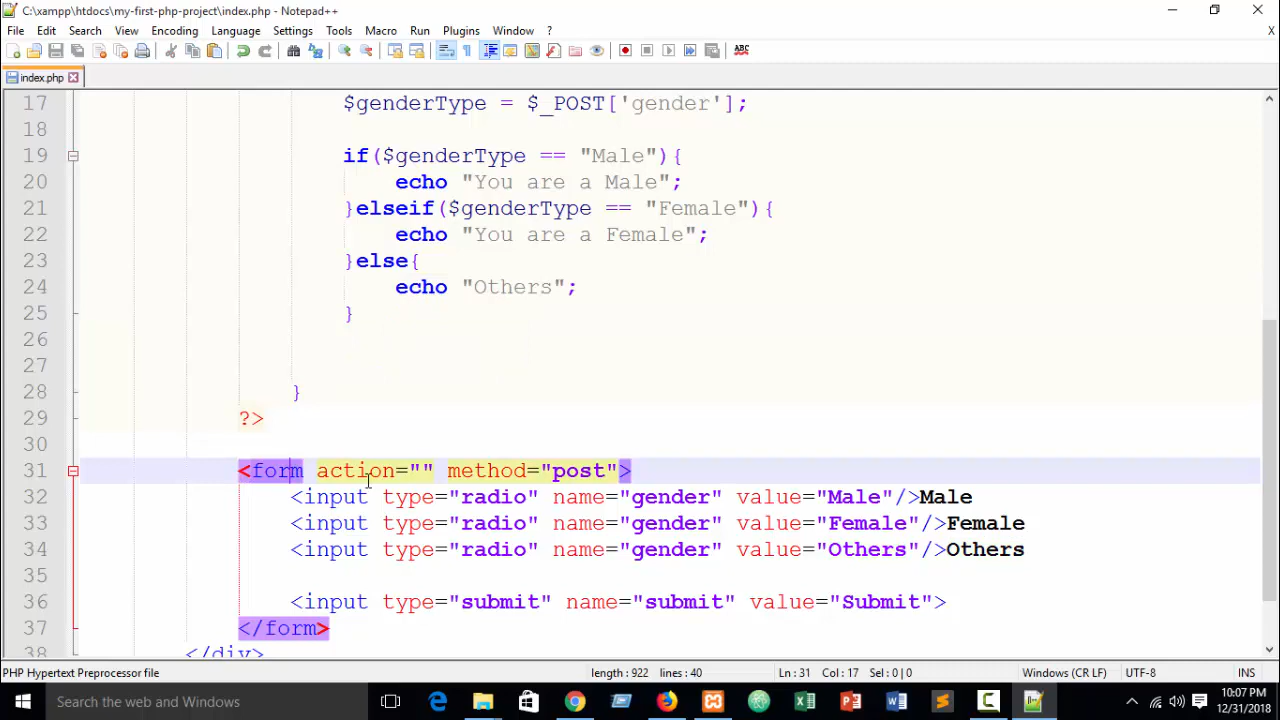 C:\xampp\htdocs\my-first-php-project\index.php - Notepad++
File Edit Search View Encoding Language Settings Tools Macro Run Plugins Window ? X
index.php
17 $genderType = $_POST['gender'];
18
19 if($genderType == "Male"){
20 echo "You are a Male";
21 }elseif($genderType == "Female"){
22 echo "You are a Female";
23 }else{
24 echo "Others";
25 }
26
27
28 }
29 ?>
30
31 <form action="" method="post">
32 <input type="radio" name="gender" value="Male"/>Male
33 <input type="radio" name="gender" value="Female"/>Female
34 <input type="radio" name="gender" value="Others"/>Others
35
36 <input type="submit" name="submit" value="Submit">
37 </form>
38 </div>
PHP Hypertext Preprocessor file length : 922 lines : 40 Ln : 31 Col : 17 Sel : 0 | 0 Windows (CR LF) UTF-8 INS
Search the web and Windows 10:07 PM
12/31/2018